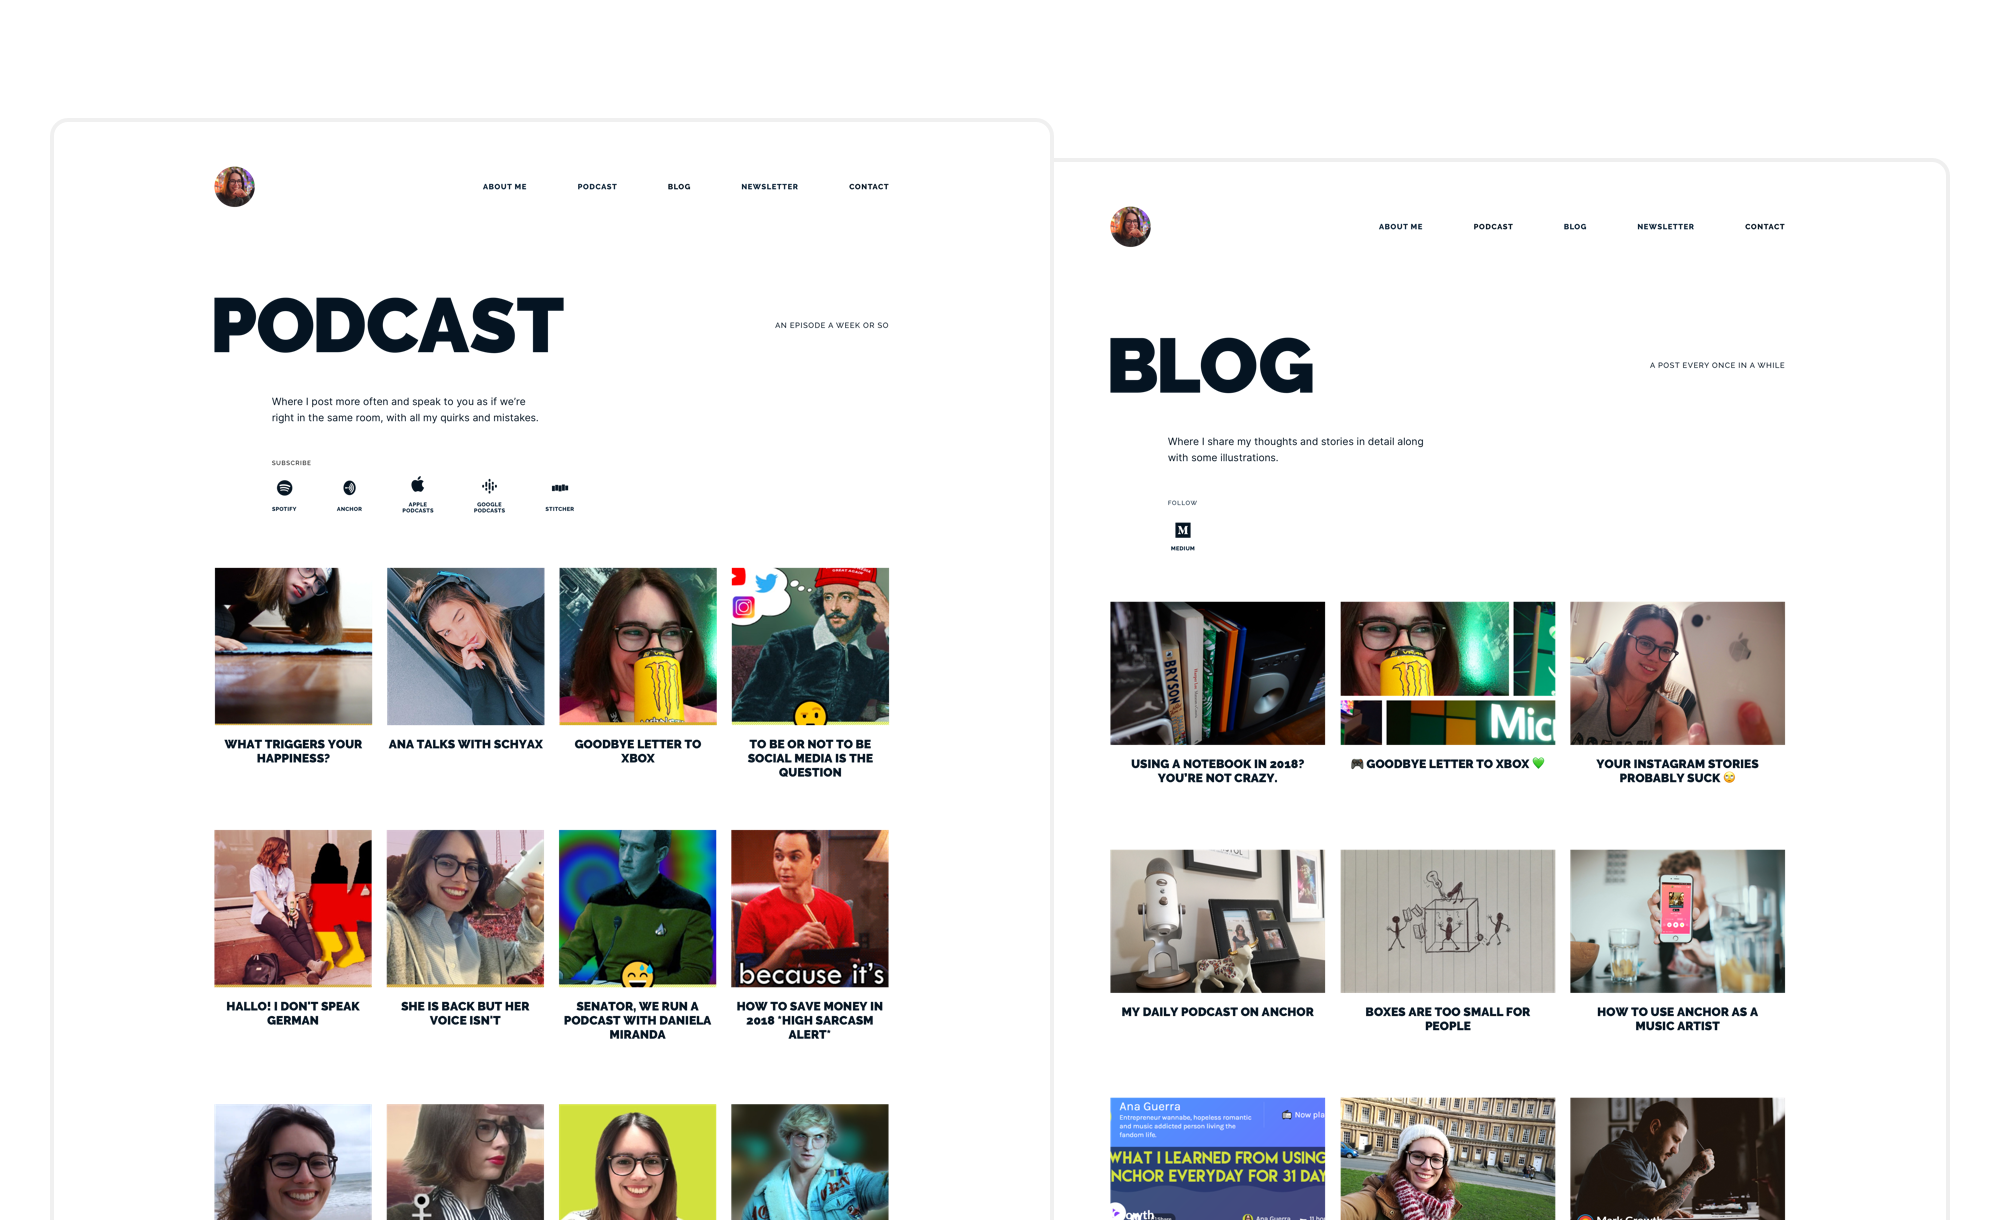 ABOUT ME
PODCAST
BLOG
NEWSLETTER
CONTACT
PODCAST
AN EPISODE A WEEK OR SO
Where I post more often and speak to you as if we're
right in the same room, with all my quirks and mistakes.
SUBSCRIBE
SPOTIFY
ANCHOR
APPLE
PODCASTS
GOOGLE
PODCASTS
STITCHER
GREAT AGAIN
WHAT TRIGGERS YOUR
HAPPINESS?
ANA TALKS WITH SCHYAX
GOODBYE LETTER TO
XBOX
TO BE OR NOT TO BE
SOCIAL MEDIA IS THE
QUESTION
because it's
HALLO! I DON'T SPEAK
GERMAN
SHE IS BACK BUT HER
VOICE ISN'T
SENATOR, WE RUN A
PODCAST WITH DANIELA
MIRANDA
HOW TO SAVE MONEY IN
2018 *HIGH SARCASM
ALERT*
ABOUT ME
PODCAST
BLOG
NEWSLETTER
CONTACT
BLOG
A POST EVERY ONCE IN A WHILE
Where I share my thoughts and stories in detail along
with some illustrations.
FOLLOW
M
MEDIUM
BRYSON
Micr
USING A NOTEBOOK IN 2018?
YOU'RE NOT CRAZY.
🎮 GOODBYE LETTER TO XBOX 💚
YOUR INSTAGRAM STORIES
PROBABLY SUCK 😁
MY DAILY PODCAST ON ANCHOR
BOXES ARE TOO SMALL FOR
PEOPLE
HOW TO USE ANCHOR AS A
MUSIC ARTIST
Ana Guerra
Entrepreneur wannabe, hopeless romantic
and music addicted person living the
fandom life.
Now pla
WHAT I LEARNED FROM USING
NCHOR EVERYDAY FOR 31 DAY
owth
Ana Guerra
Mark Growth